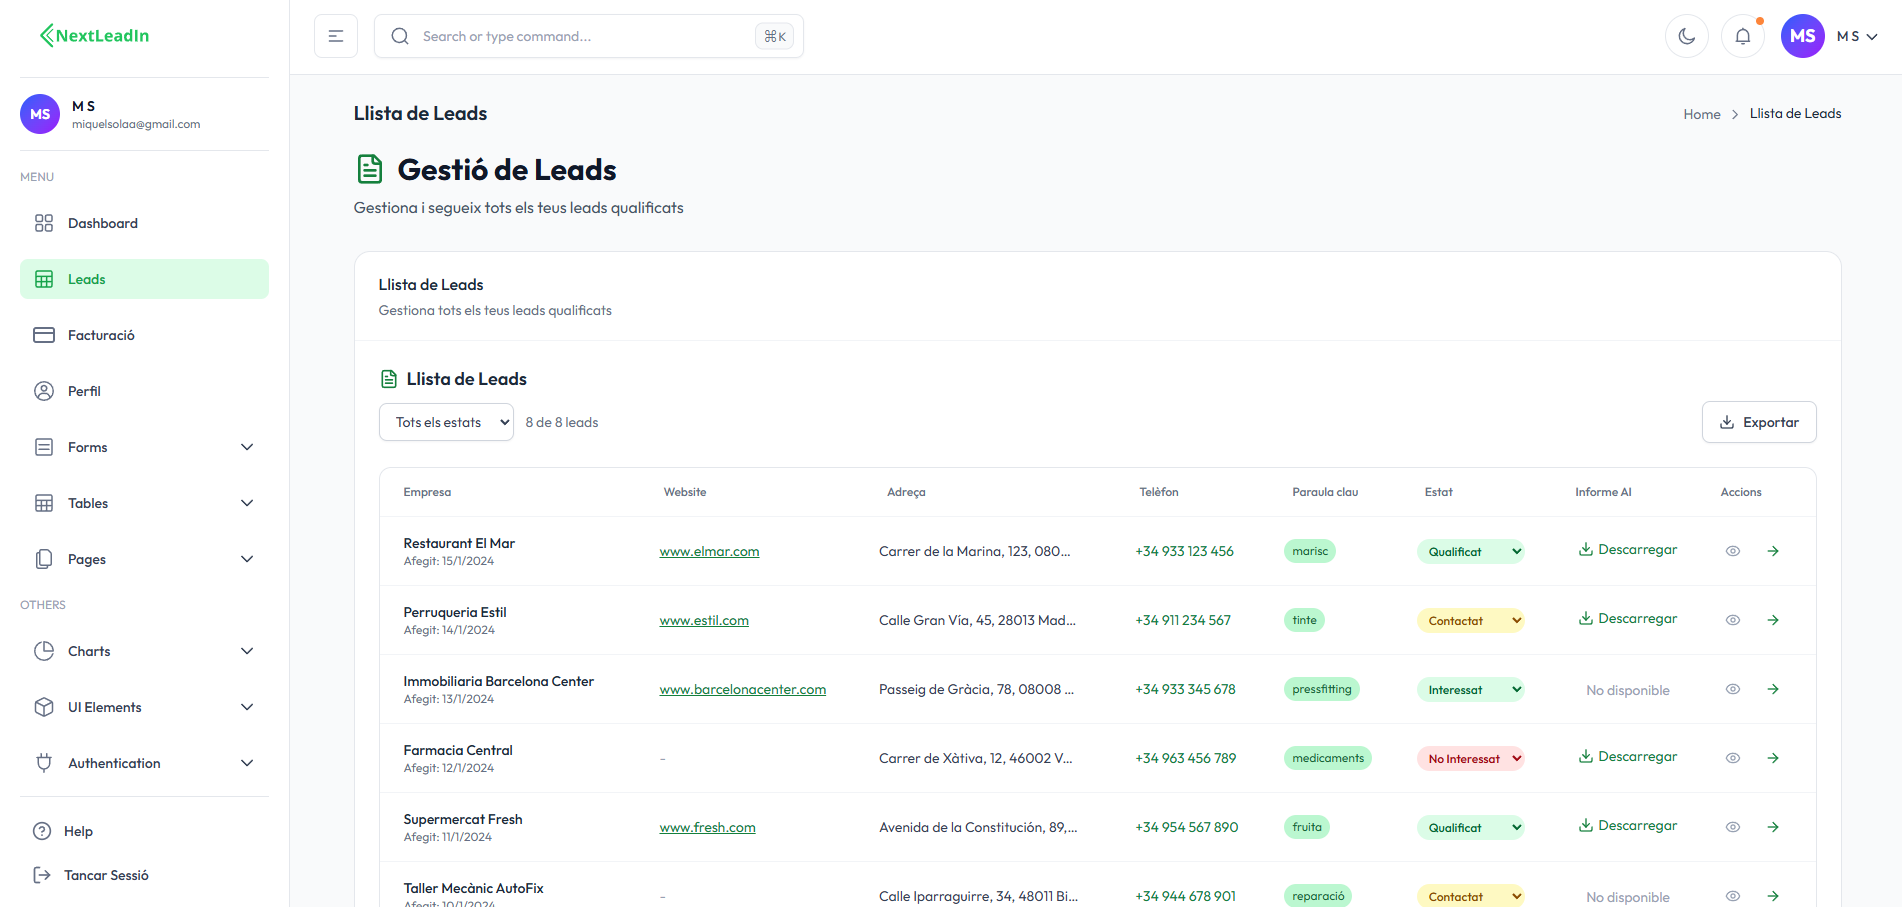 NextLeadIn
MS
M S
miquelsolaa@gmail.com
MENU
Dashboard
Leads
Facturació
Perfil
Forms
Tables
Pages
OTHERS
Charts
UI Elements
Authentication
Help
Tancar Sessió
Search or type command...
⌘K
MS
M S
Llista de Leads
Home > Llista de Leads
Gestió de Leads
Gestiona i segueix tots els teus leads qualificats
Llista de Leads
Gestiona tots els teus leads qualificats
Llista de Leads
Tots els estats 8 de 8 leads
Exportar
Empresa Website Adreça Telèfon Paraula clau Estat Informe AI Accions
Restaurant El Mar
Afegit: 15/1/2024
www.elmar.com Carrer de la Marina, 123, 080... +34 933 123 456 marisc Qualificat Descarregar
Perruqueria Estil
Afegit: 14/1/2024
www.estil.com Calle Gran Vía, 45, 28013 Mad... +34 911 234 567 tinte Contactat Descarregar
Immobiliaria Barcelona Center
Afegit: 13/1/2024
www.barcelonacenter.com Passeig de Gràcia, 78, 08008 ... +34 933 345 678 pressfitting Interessat No disponible
Farmacia Central
Afegit: 12/1/2024
- Carrer de Xàtiva, 12, 46002 V... +34 963 456 789 medicaments No Interessat Descarregar
Supermercat Fresh
Afegit: 11/1/2024
www.fresh.com Avenida de la Constitución, 89,... +34 954 567 890 fruita Qualificat Descarregar
Taller Mecànic AutoFix
Afegit: 10/1/2024
- Calle Iparraguirre, 34, 48011 Bi... +34 944 678 901 reparació Contactat No disponible